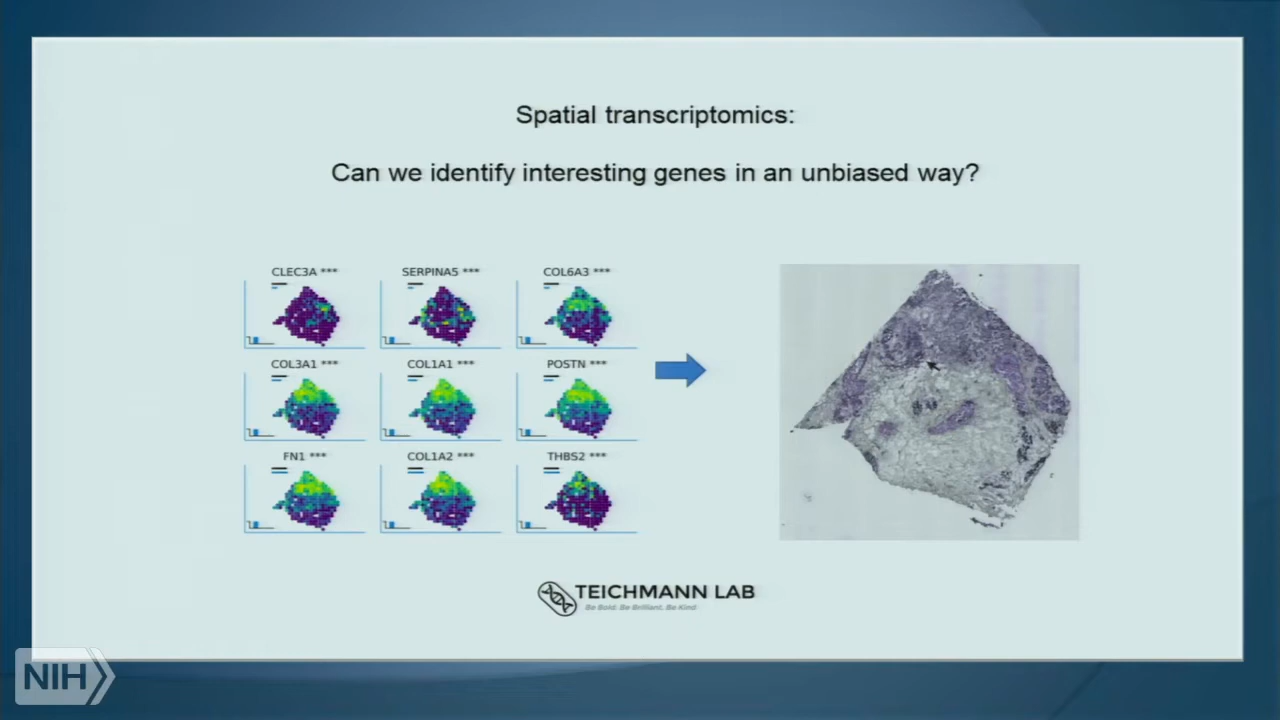 Spatial transcriptomics:
Can we identify interesting genes in an unbiased way?
CLEC3A *** SERPINA5 *** COL6A3 ***
COL3A1 *** COL1A1 *** POSTN ***
FN1 *** COL1A2 *** THBS2 ***
TEICHMANN LAB
Be Bold. Be Brilliant. Be Kind
NIH